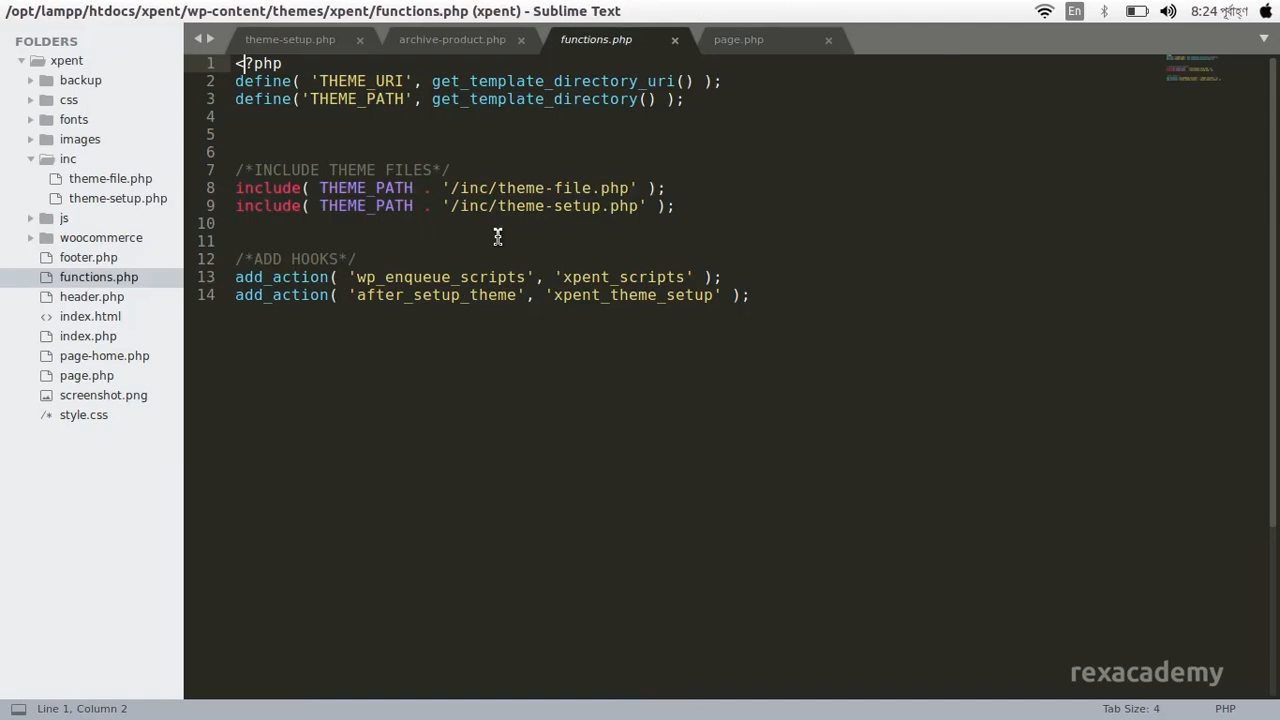 /opt/lampp/htdocs/xpent/wp-content/themes/xpent/functions.php (xpent) - Sublime Text
En
8:24 পূর্বাহ্ণ
FOLDERS
xpent
backup
css
fonts
images
inc
theme-file.php
theme-setup.php
js
woocommerce
footer.php
functions.php
header.php
index.html
index.php
page-home.php
page.php
screenshot.png
style.css
theme-setup.php
archive-product.php
functions.php
page.php
1 <?php
2 define( 'THEME_URI', get_template_directory_uri() );
3 define('THEME_PATH', get_template_directory() );
4
5
6
7 /*INCLUDE THEME FILES*/
8 include( THEME_PATH . '/inc/theme-file.php' );
9 include( THEME_PATH . '/inc/theme-setup.php' );
10
11
12 /*ADD HOOKS*/
13 add_action( 'wp_enqueue_scripts', 'xpent_scripts' );
14 add_action( 'after_setup_theme', 'xpent_theme_setup' );
rexacademy
Line 1, Column 2
Tab Size: 4
PHP